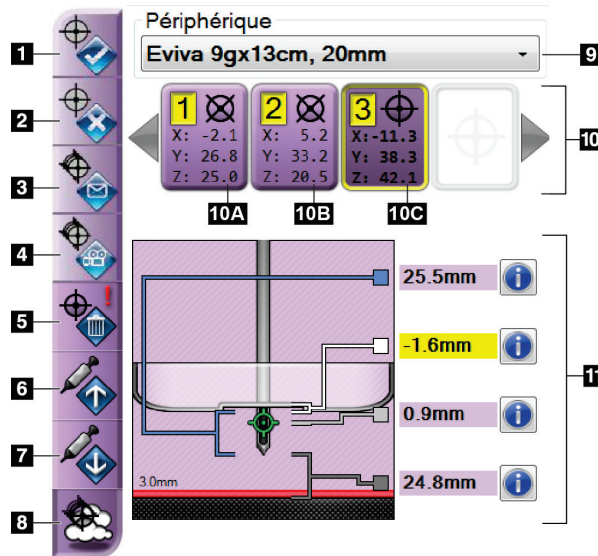 Périphérique
1
Eviva 9gx13cm, 20mm
9
2
1
X: -2.1
Y: 26.8
Z: 25.0
2
X: 5.2
Y: 33.2
Z: 20.5
3
X:-11.3
Y: 38.3
Z: 42.1
10
3
10A
10B
10C
4
25.5mm
5
!
-1.6mm
6
11
0.9mm
7
3.0mm
24.8mm
8